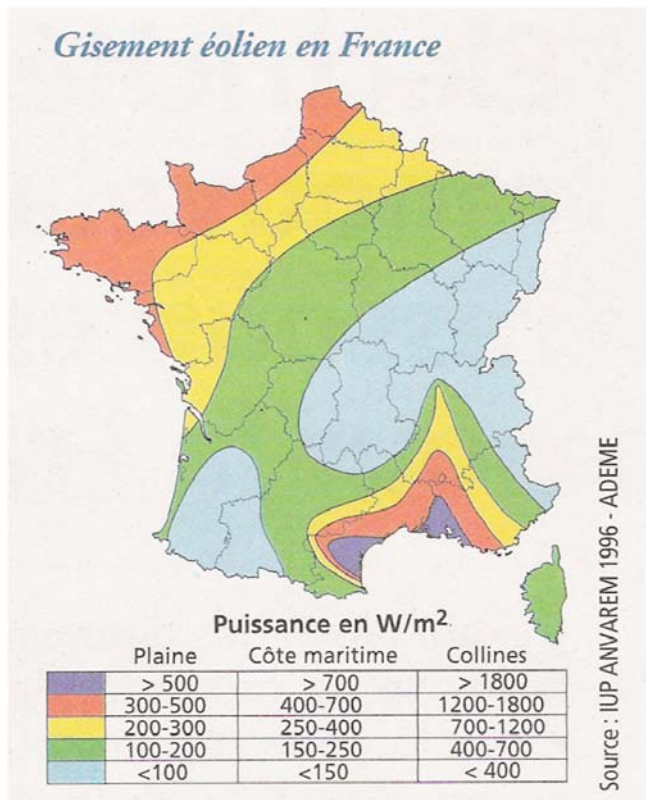 Gisement éolien en France
Puissance en W/m²
Plaine Côte maritime Collines
> 500 > 700 > 1800
300-500 400-700 1200-1800
200-300 250-400 700-1200
100-200 150-250 400-700
<100 <150 < 400
Source : IUP ANVAREM 1996 - ADEME